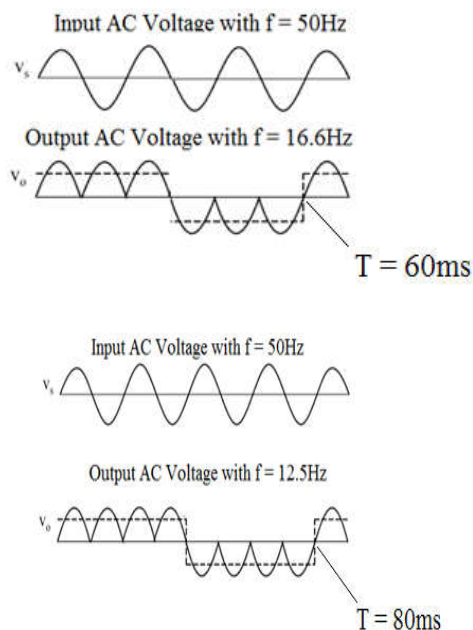 Input AC Voltage with f = 50Hz
Vs
Output AC Voltage with f = 16.6Hz
Vo
T = 60ms
Input AC Voltage with f = 50Hz
Vs
Output AC Voltage with f = 12.5Hz
Vo
T = 80ms